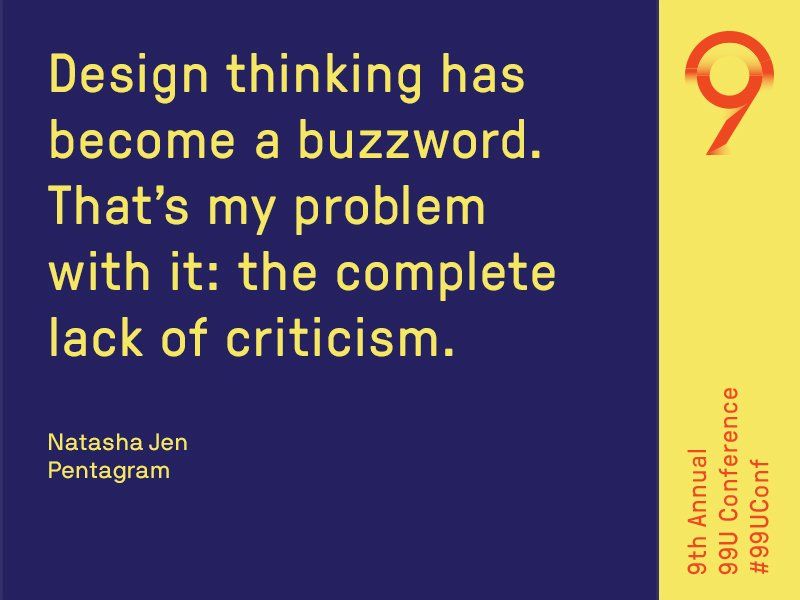 Design thinking has
become a buzzword.
That’s my problem
with it: the complete
lack of criticism.
Natasha Jen
Pentagram
9
9th Annual
99U Conference
#99UConf